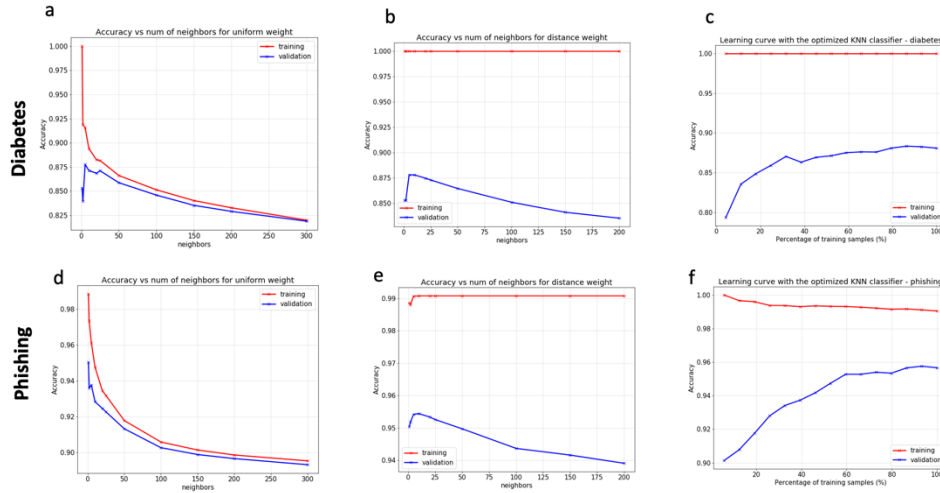 a
b
c
Diabetes
Accuracy vs num of neighbors for uniform weight
1.000
0.975
0.950
0.925
0.900
0.875
0.850
0.825
Accuracy
training
validation
0
50
100
150
200
250
300
neighbors
Accuracy vs num of neighbors for distance weight
1.000
0.975
0.950
0.925
0.900
0.875
0.850
Accuracy
training
validation
0
25
50
75
100
125
150
175
200
neighbors
Learning curve with the optimized KNN classifier - diabetes
1.00
0.95
0.90
0.85
0.80
Accuracy
training
validation
20
40
60
80
100
Percentage of training samples (%)
d
e
f
Phishing
Accuracy vs num of neighbors for uniform weight
0.98
0.96
0.94
0.92
0.90
Accuracy
training
validation
0
50
100
150
200
250
300
neighbors
Accuracy vs num of neighbors for distance weight
0.99
0.98
0.97
0.96
0.95
0.94
Accuracy
training
validation
0
25
50
75
100
125
150
175
200
neighbors
Learning curve with the optimized KNN classifier - phishing
1.00
0.98
0.96
0.94
0.92
0.90
Accuracy
training
validation
20
40
60
80
100
Percentage of training samples (%)